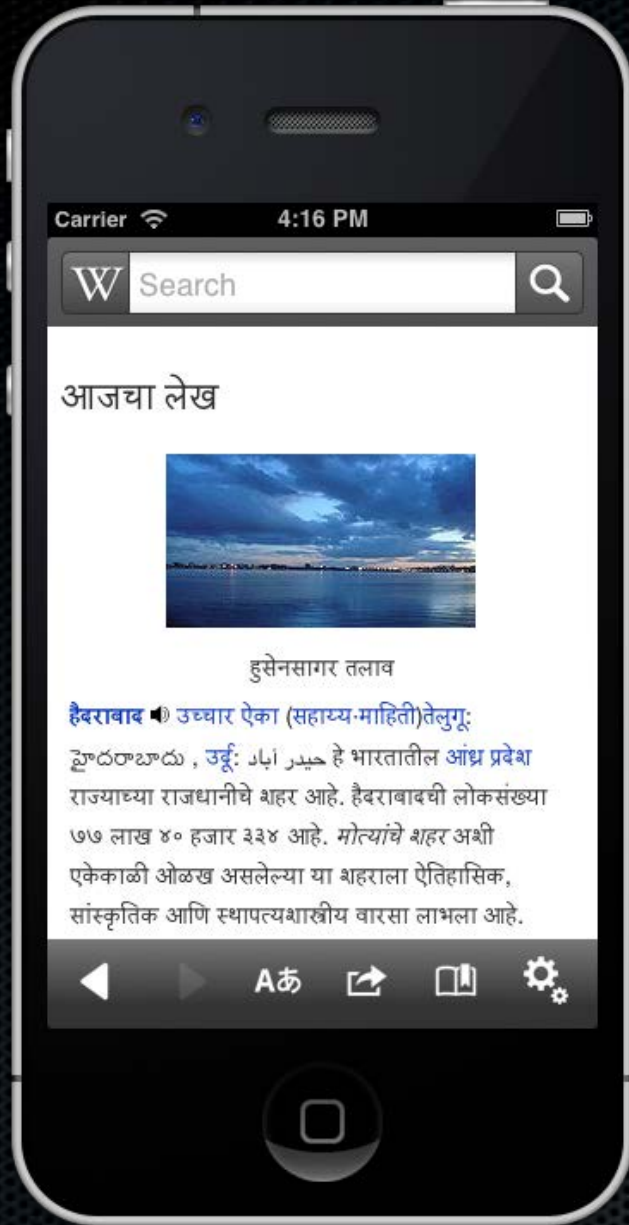 Carrier 4:16 PM
W Search
आजचा लेख
हुसेनसागर तलाव
हैदराबाद उच्चार ऐका (सहाय्य·माहिती)तेलुगू:
హైదరాబాదు , उर्दू: حیدر آباد हे भारतातील आंध्र प्रदेश
राज्याच्या राजधानीचे शहर आहे. हैदराबादची लोकसंख्या
७७ लाख ४० हजार ३३४ आहे. मोत्यांचे शहर अशी
एकेकाळी ओळख असलेल्या या शहराला ऐतिहासिक,
सांस्कृतिक आणि स्थापत्यशास्त्रीय वारसा लाभला आहे.
Aあ